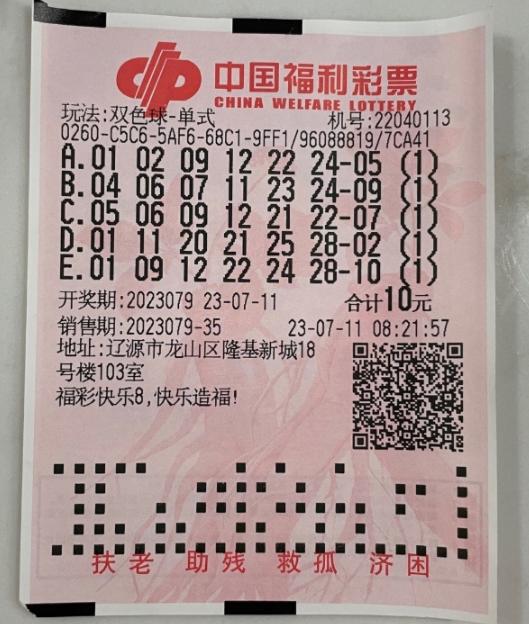 中国福利彩票
CHINA WELFARE LOTTERY
玩法:双色球-单式 机号:22040113
0260-C5C6-5AF6-68C1-9FF1/96088819/7CA41
A.01 02 09 12 22 24-05 (1)
B.04 06 07 11 23 24-09 (1)
C.05 06 09 12 21 22-07 (1)
D.01 11 20 21 25 28-02 (1)
E.01 09 12 22 24 28-10 (1)
开奖期:2023079 23-07-11 合计10元
销售期:2023079-35 23-07-11 08:21:57
地址:辽源市龙山区隆基新城18
号楼103室
福彩快乐8,快乐造福!
扶老 助残 救孤 济困